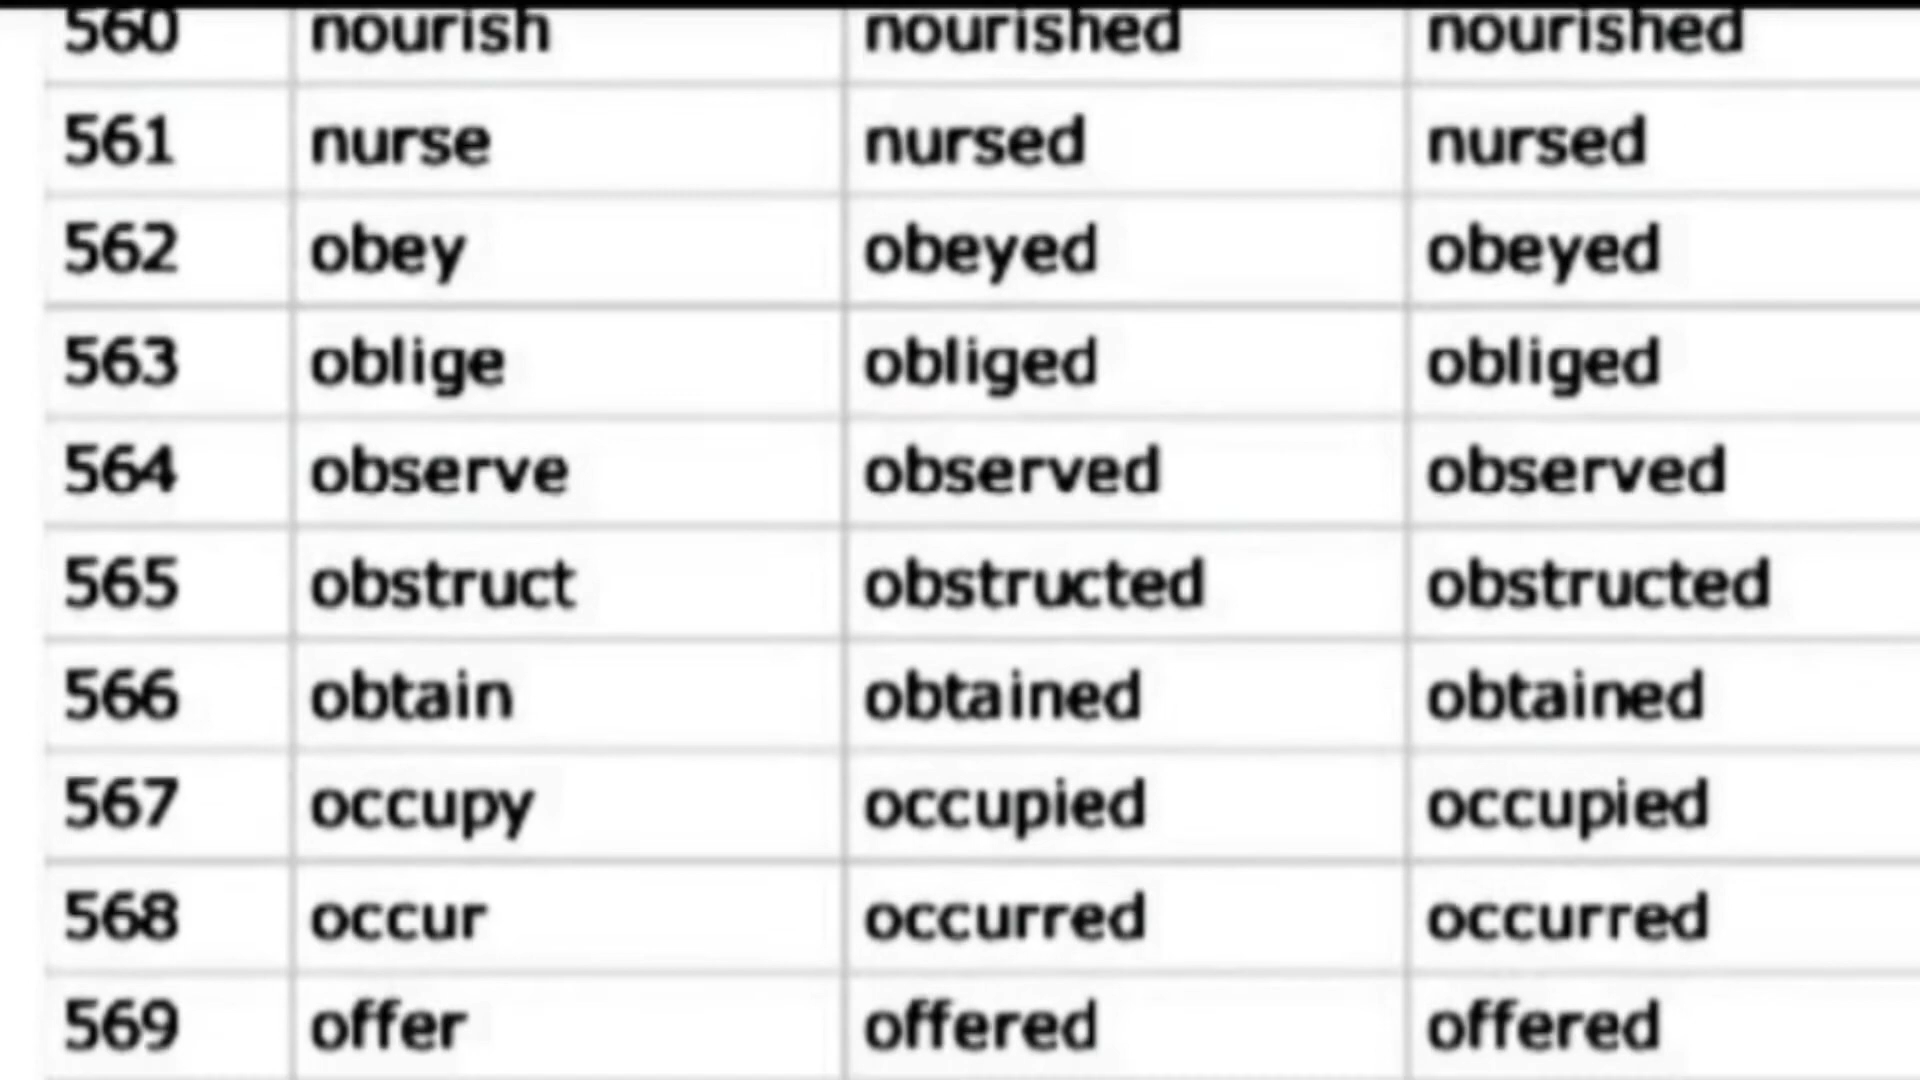 560 nourish nourished nourished
561 nurse nursed nursed
562 obey obeyed obeyed
563 oblige obliged obliged
564 observe observed observed
565 obstruct obstructed obstructed
566 obtain obtained obtained
567 occupy occupied occupied
568 occur occurred occurred
569 offer offered offered